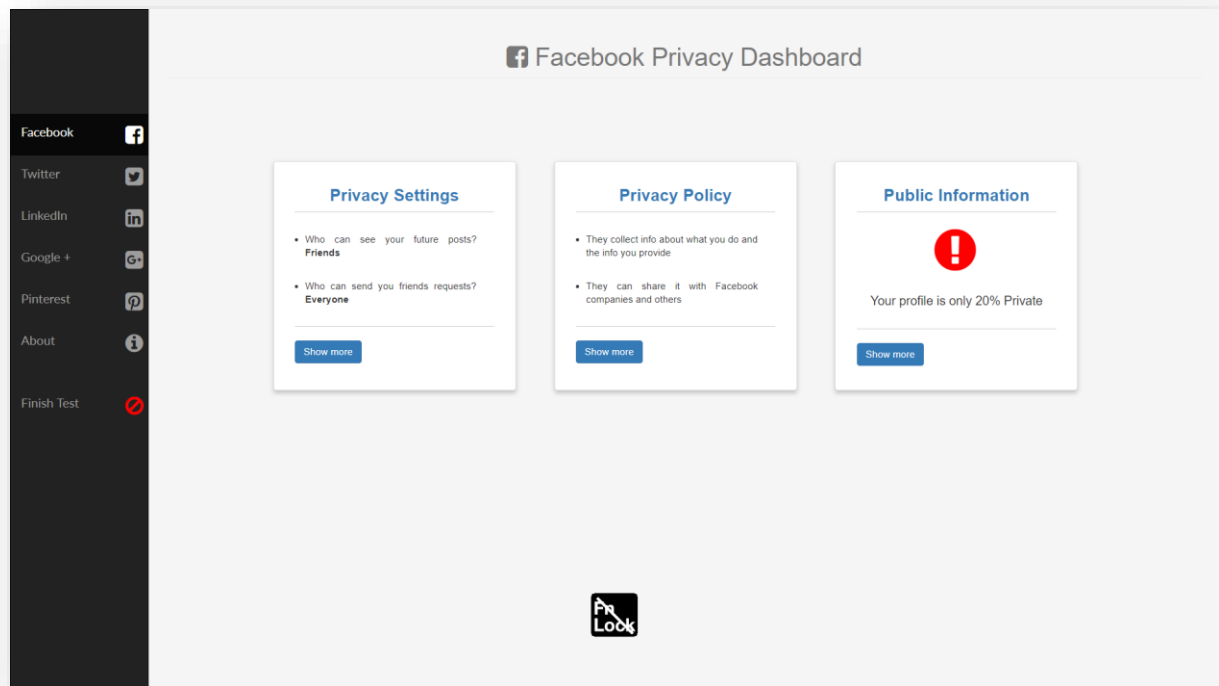 Facebook Privacy Dashboard
Facebook
Twitter
LinkedIn
Google +
Pinterest
About
Finish Test
Privacy Settings
Who can see your future posts?
Friends
Who can send you friends requests?
Everyone
Show more
Privacy Policy
They collect info about what you do and
the info you provide
They can share it with Facebook
companies and others
Show more
Public Information
Your profile is only 20% Private
Show more
Fn
Lock